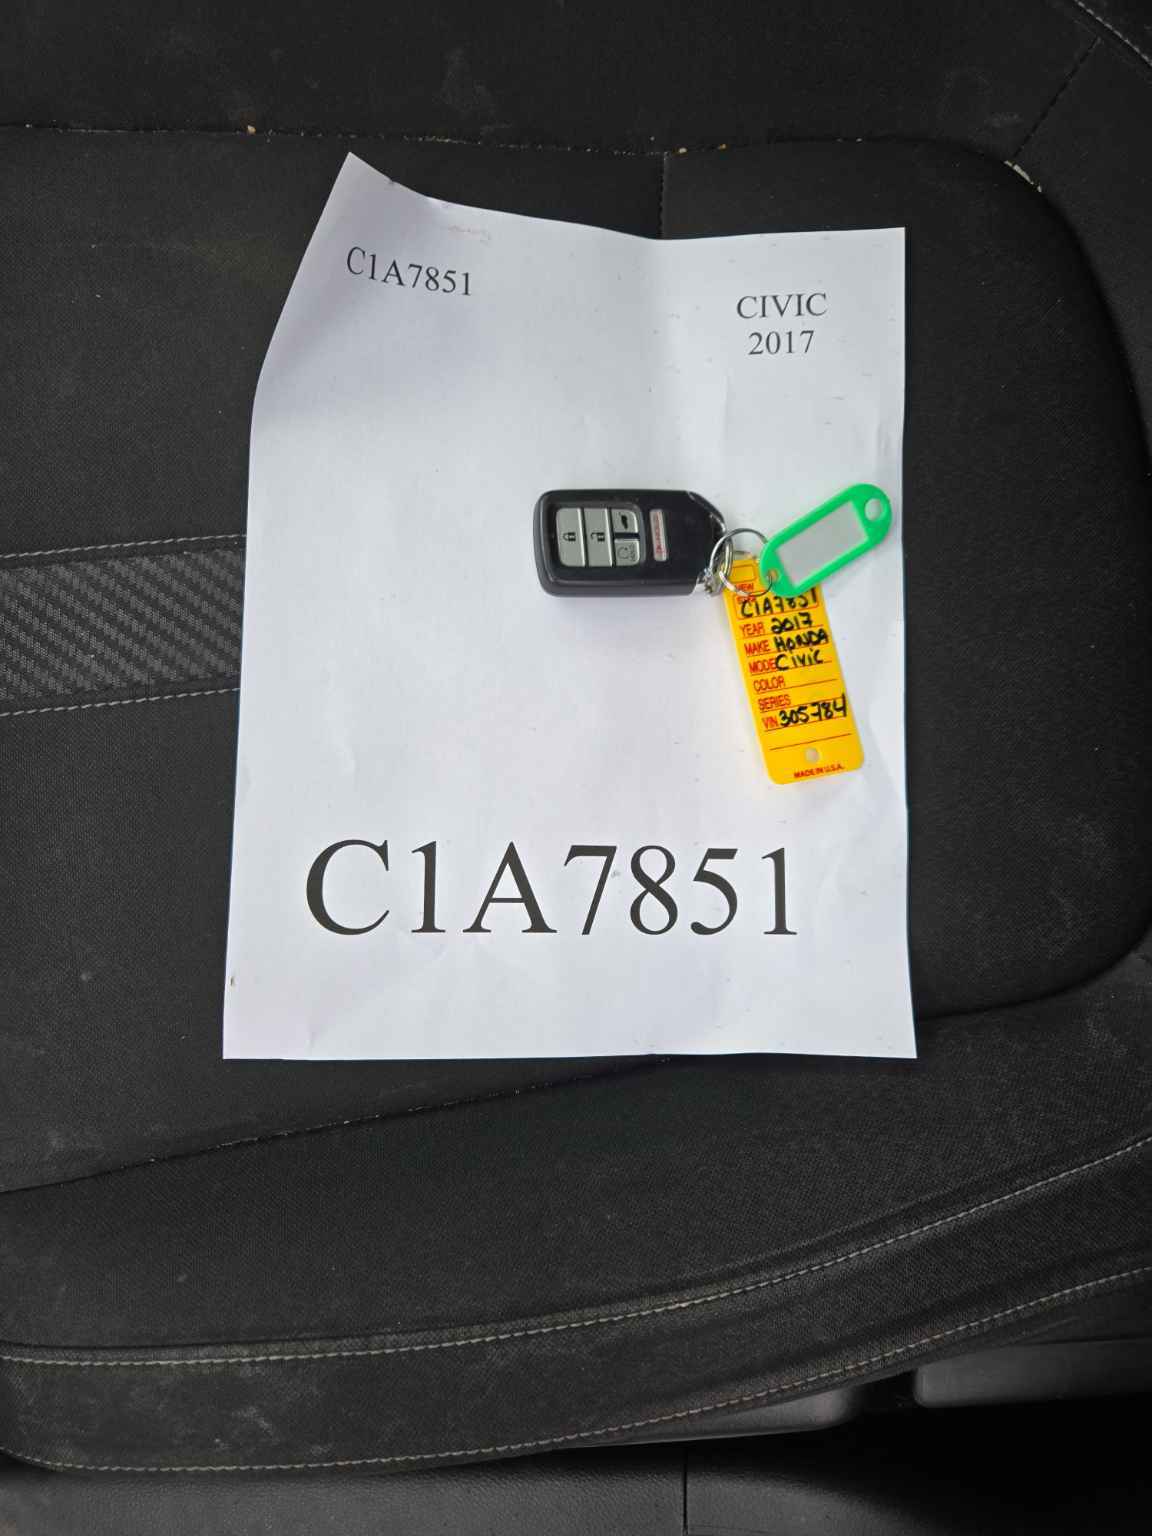 C1A7851
CIVIC
2017
C1A7851
YEAR 2017
MAKE HONDA
MODEL CIVIC
COLOR
SERIES
VIN 305784
MADE IN U.S.A.
C1A7851